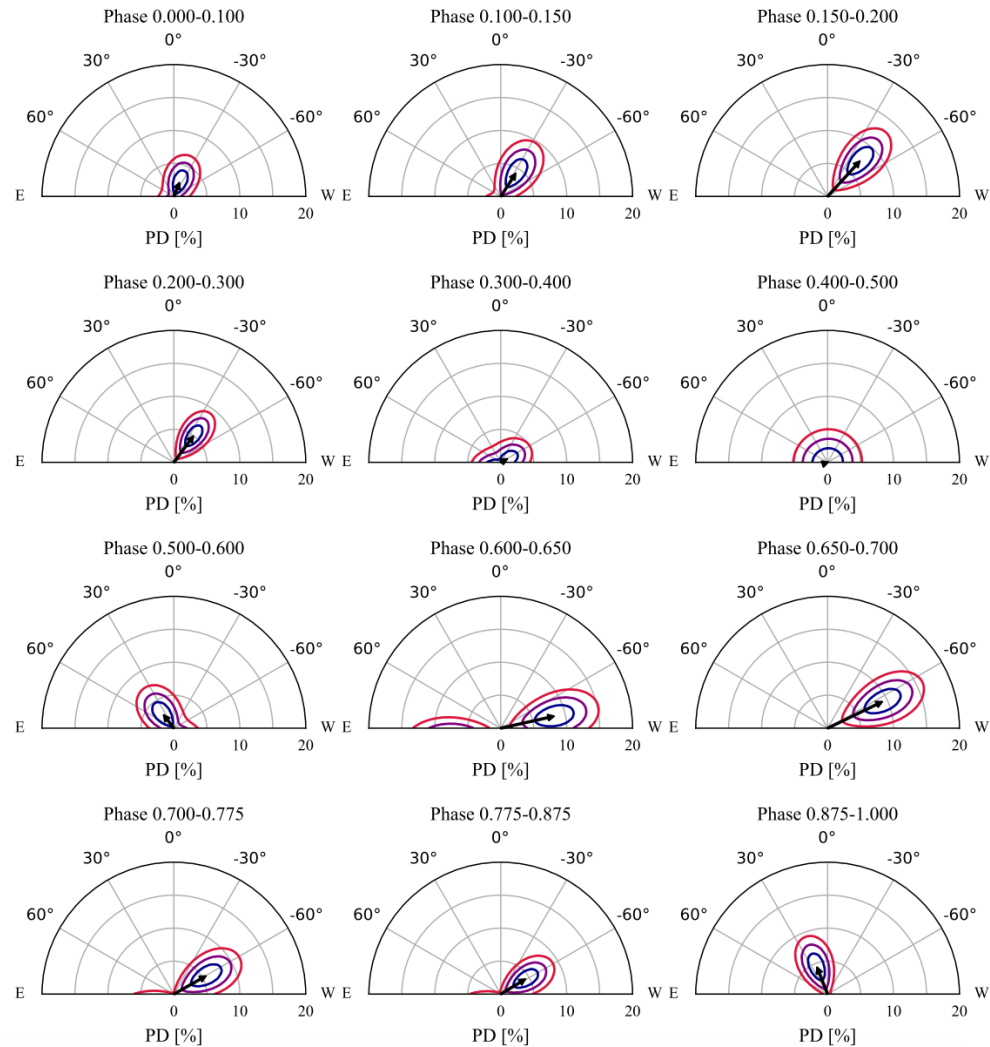 Phase 0.000-0.100 Phase 0.100-0.150 Phase 0.150-0.200
0° 0° 0°
30° -30° 30° -30° 30° -30°
60° -60° 60° -60° 60° -60°
E W E W E W
0 10 20 0 10 20 0 10 20
PD [%] PD [%] PD [%]
Phase 0.200-0.300 Phase 0.300-0.400 Phase 0.400-0.500
0° 0° 0°
30° -30° 30° -30° 30° -30°
60° -60° 60° -60° 60° -60°
E W E W E W
0 10 20 0 10 20 0 10 20
PD [%] PD [%] PD [%]
Phase 0.500-0.600 Phase 0.600-0.650 Phase 0.650-0.700
0° 0° 0°
30° -30° 30° -30° 30° -30°
60° -60° 60° -60° 60° -60°
E W E W E W
0 10 20 0 10 20 0 10 20
PD [%] PD [%] PD [%]
Phase 0.700-0.775 Phase 0.775-0.875 Phase 0.875-1.000
0° 0° 0°
30° -30° 30° -30° 30° -30°
60° -60° 60° -60° 60° -60°
E W E W E W
0 10 20 0 10 20 0 10 20
PD [%] PD [%] PD [%]